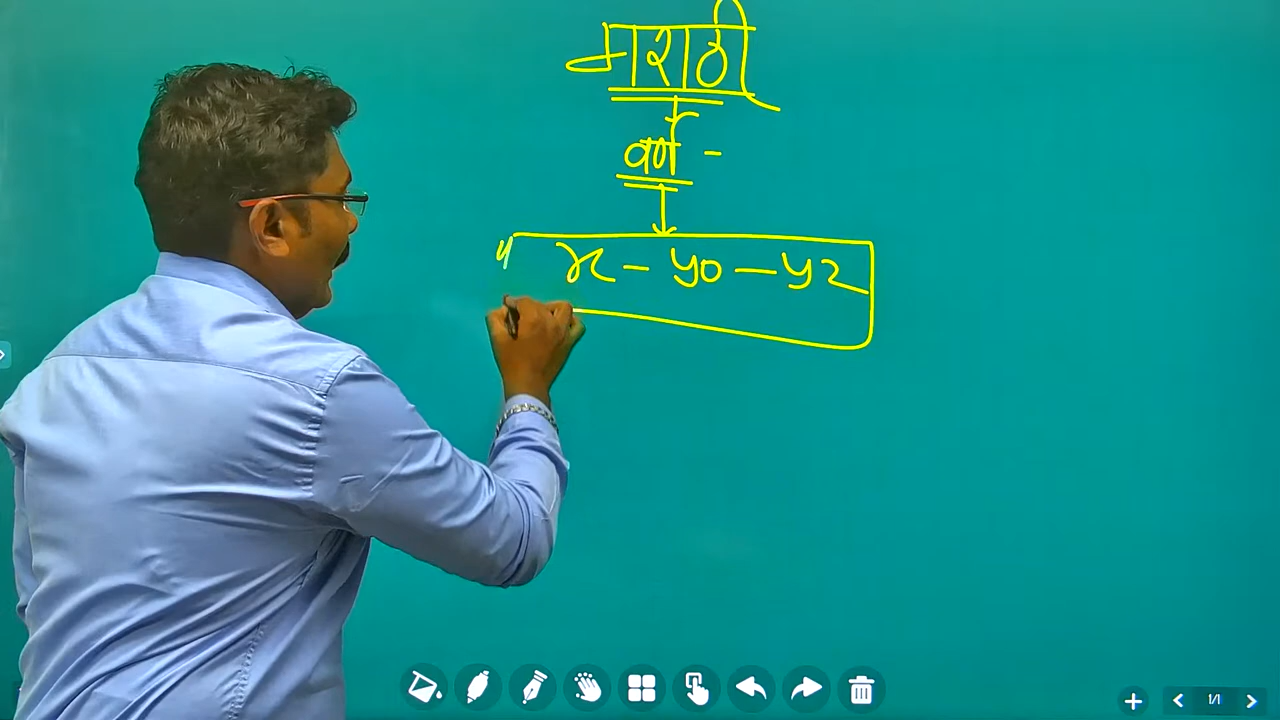 मराठी
वर्ण -
४८ - ५० - ५२
1/1